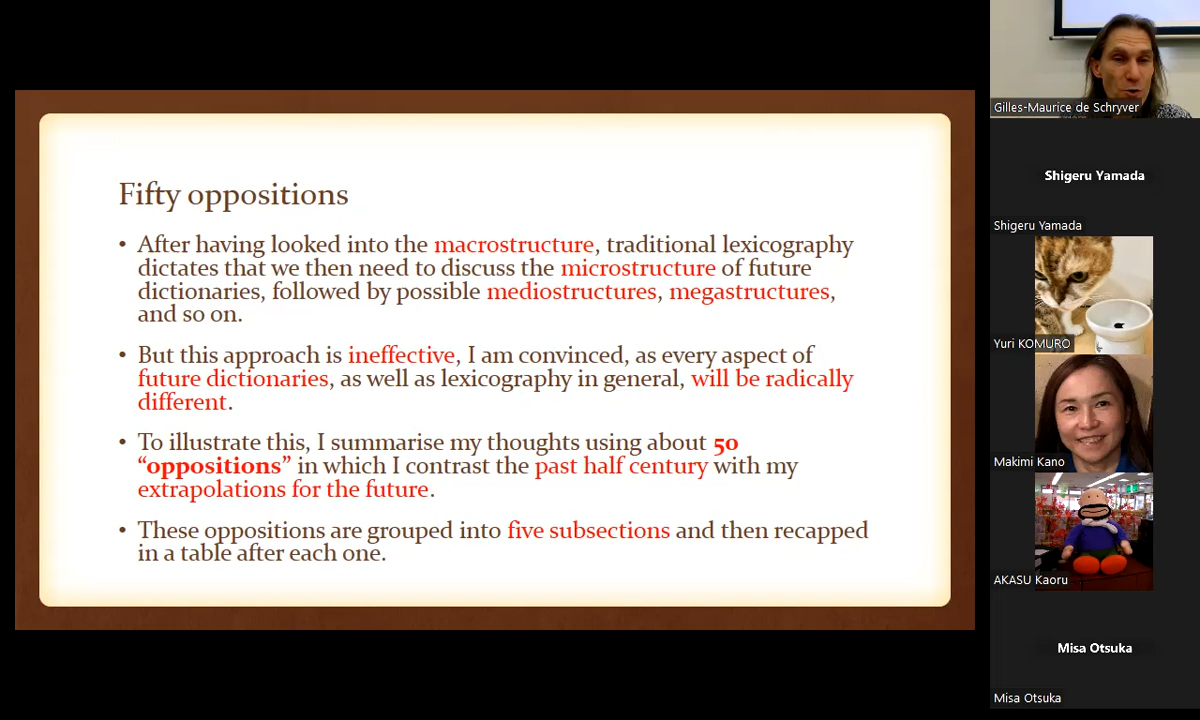 Fifty oppositions
• After having looked into the macrostructure, traditional lexicography
dictates that we then need to discuss the microstructure of future
dictionaries, followed by possible mediostructures, megastructures,
and so on.
• But this approach is ineffective, I am convinced, as every aspect of
future dictionaries, as well as lexicography in general, will be radically
different.
• To illustrate this, I summarise my thoughts using about 50
“oppositions” in which I contrast the past half century with my
extrapolations for the future.
• These oppositions are grouped into five subsections and then recapped
in a table after each one.
Gilles-Maurice de Schryver
Shigeru Yamada
Shigeru Yamada
Yuri KOMURO
Makimi Kano
AKASU Kaoru
Misa Otsuka
Misa Otsuka